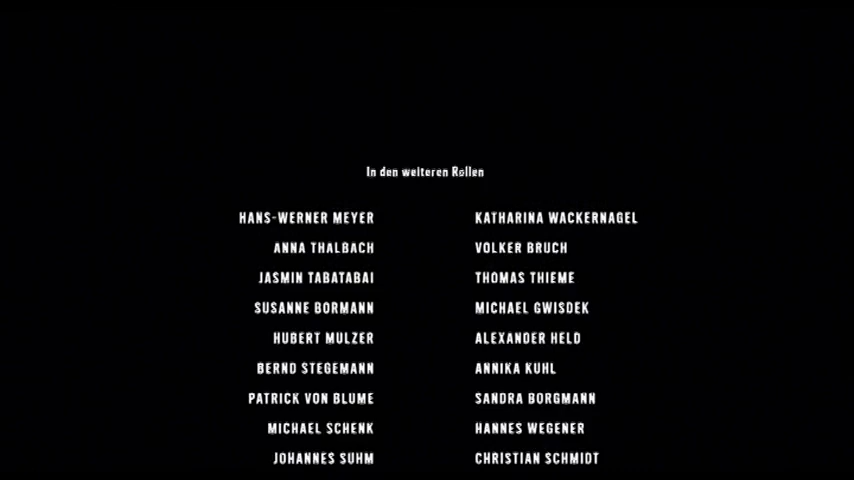 In den weiteren Rollen
HANS-WERNER MEYER KATHARINA WACKERNAGEL
ANNA THALBACH VOLKER BRUCH
JASMIN TABATABAI THOMAS THIEME
SUSANNE BORMANN MICHAEL GWISDEK
HUBERT MULZER ALEXANDER HELD
BERND STEGEMANN ANNIKA KUHL
PATRICK VON BLUME SANDRA BORGMANN
MICHAEL SCHENK HANNES WEGENER
JOHANNES SUHM CHRISTIAN SCHMIDT